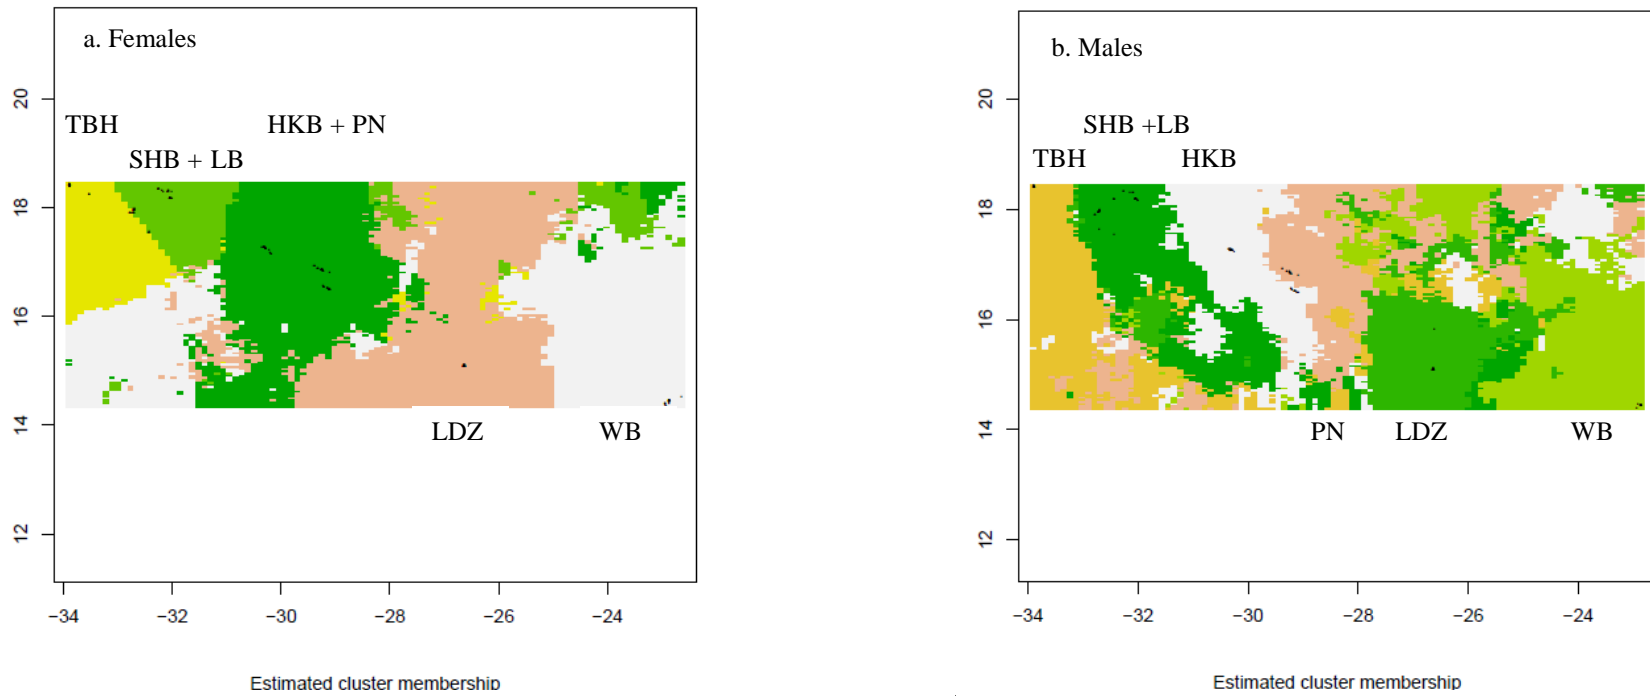 a. Females
TBH
HKB + PN
SHB + LB
LDZ
WB
20
18
16
14
12
−34
−32
−30
−28
−26
−24
Estimated cluster membership
b. Males
SHB +LB
TBH
HKB
PN
LDZ
WB
20
18
16
14
12
−34
−32
−30
−28
−26
−24
Estimated cluster membership